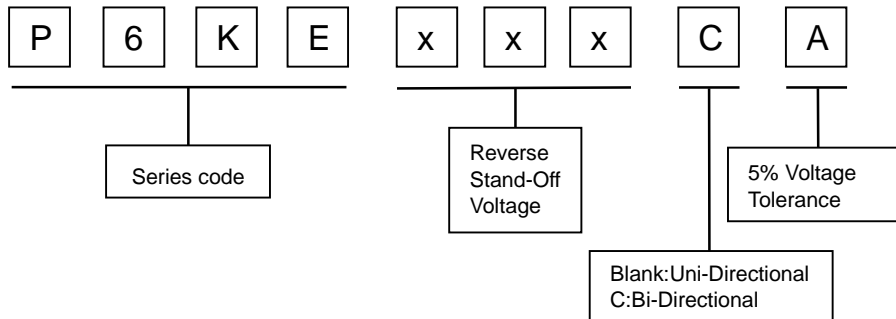 P 6 K E x x x C A
Series code
Reverse
Stand-Off
Voltage
5% Voltage
Tolerance
Blank:Uni-Directional
C:Bi-Directional